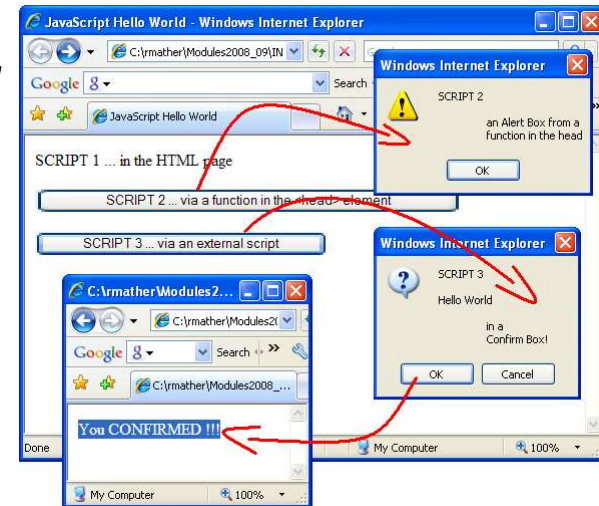 JavaScript Hello World - Windows Internet Explorer
C:\rmather\Modules2008_09\IN
Google
Search
JavaScript Hello World
SCRIPT 1 ... in the HTML page
SCRIPT 2 ... via a function in the <head> element
SCRIPT 3 ... via an external script
Windows Internet Explorer
SCRIPT 2
an Alert Box from a
function in the head
OK
Windows Internet Explorer
SCRIPT 3
Hello World
in a
Confirm Box!
OK
Cancel
C:\rmather\Modules2...
C:\rmather\Modules2(
Google
Search
C:\rmather\Modules2008_...
You CONFIRMED !!!
My Computer
100%
Done
My Computer
100%